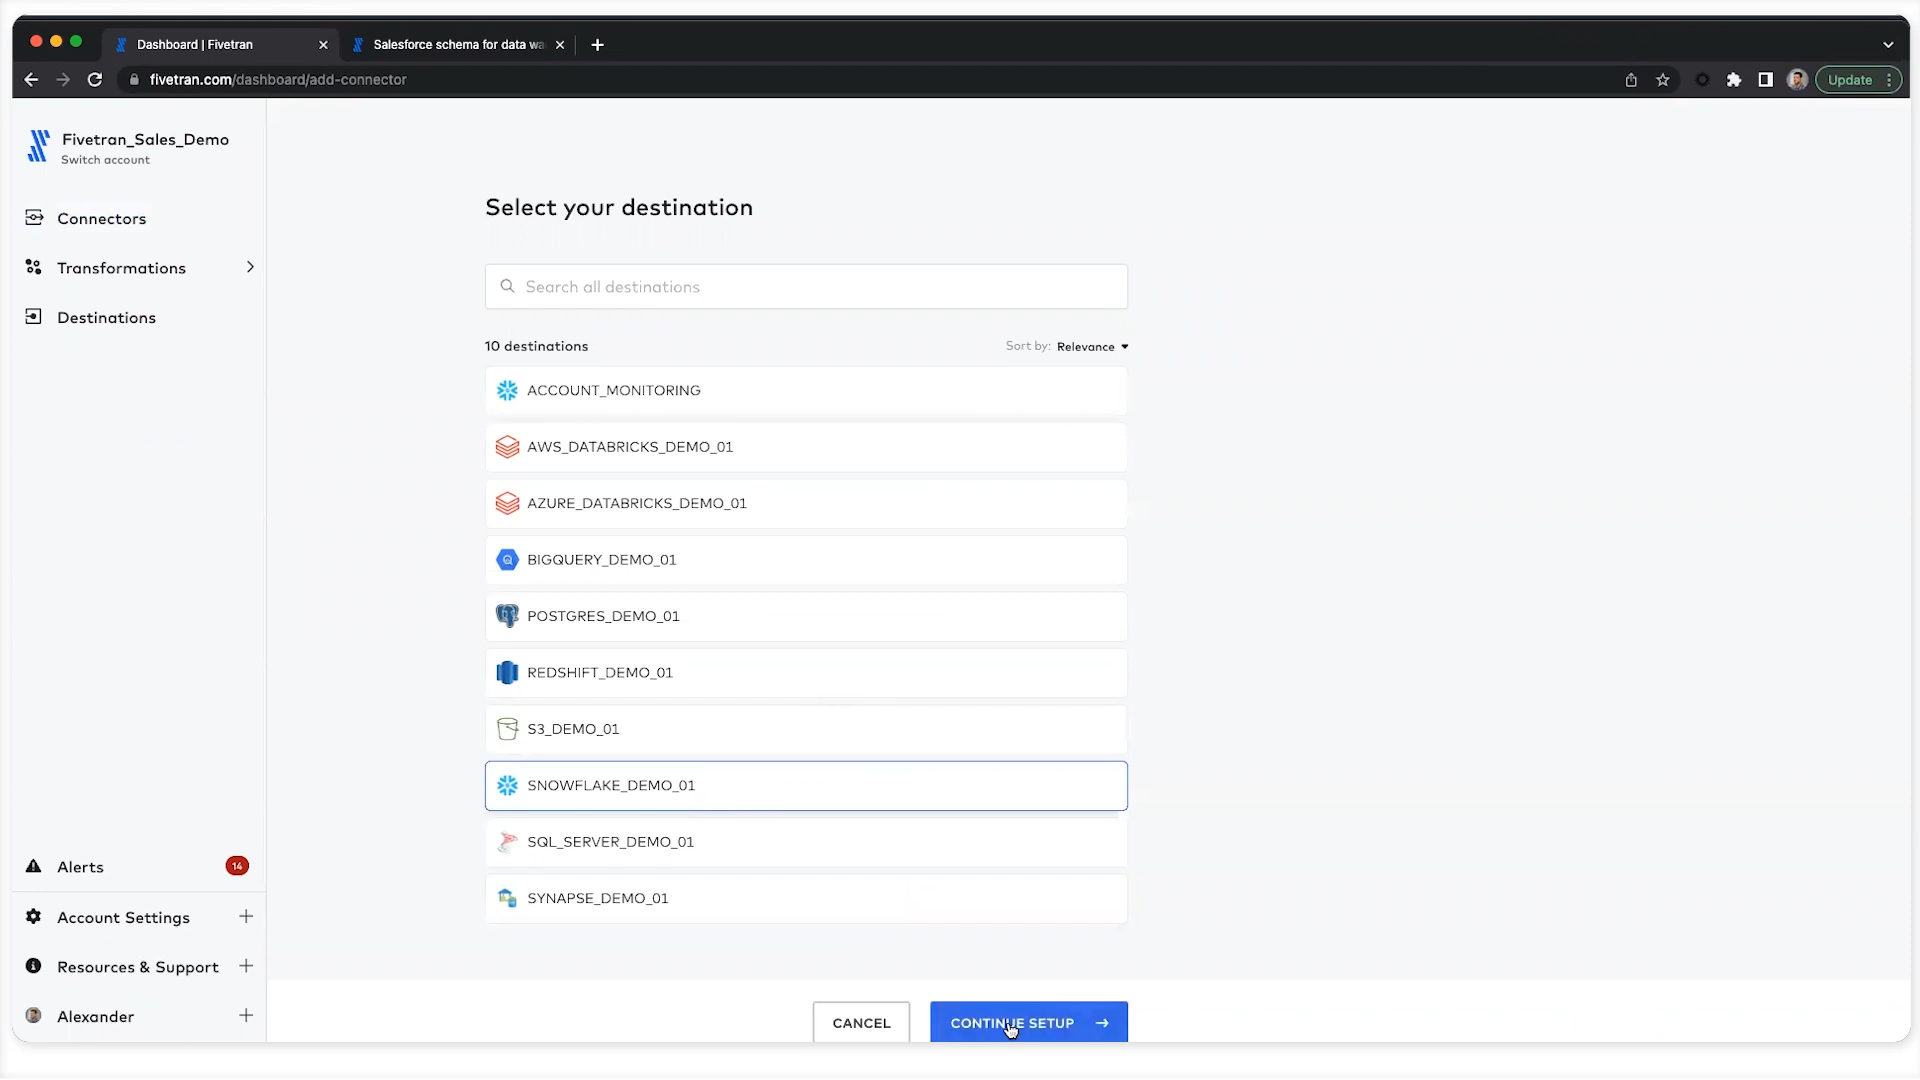 Dashboard | Fivetran
Salesforce schema for data wa
fivetran.com/dashboard/add-connector
Update
Fivetran_Sales_Demo
Switch account
Connectors
Transformations
Destinations
Alerts
14
Account Settings
Resources & Support
Alexander
Select your destination
Search all destinations
10 destinations
Sort by: Relevance
ACCOUNT_MONITORING
AWS_DATABRICKS_DEMO_01
AZURE_DATABRICKS_DEMO_01
BIGQUERY_DEMO_01
POSTGRES_DEMO_01
REDSHIFT_DEMO_01
S3_DEMO_01
SNOWFLAKE_DEMO_01
SQL_SERVER_DEMO_01
SYNAPSE_DEMO_01
CANCEL
CONTINUE SETUP